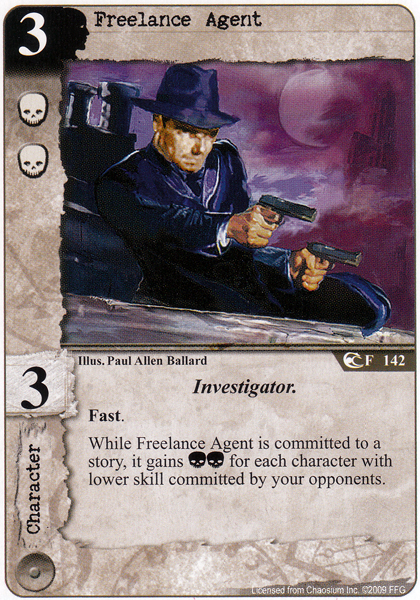 3
Freelance Agent
Illus. Paul Allen Ballard
F 142
3
Investigator.
Fast.
While Freelance Agent is committed to a
story, it gains for each character with
lower skill committed by your opponents.
Character
Licensed from Chaosium Inc. ©2009 FFG